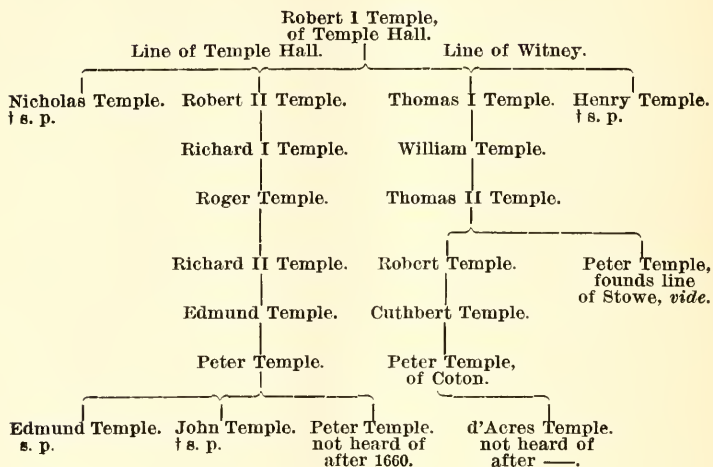 Robert I Temple,
of Temple Hall.
Line of Temple Hall. Line of Witney.
Nicholas Temple. Robert II Temple. Thomas I Temple. Henry Temple.
† s. p. † s. p.
Richard I Temple. William Temple.
Roger Temple. Thomas II Temple.
Richard II Temple. Robert Temple. Peter Temple,
founds line
of Stowe, vide.
Edmund Temple. Cuthbert Temple.
Peter Temple. Peter Temple,
of Coton.
Edmund Temple. John Temple. Peter Temple. d'Acres Temple.
s. p. † s. p. not heard of not heard of
after 1660. after —.